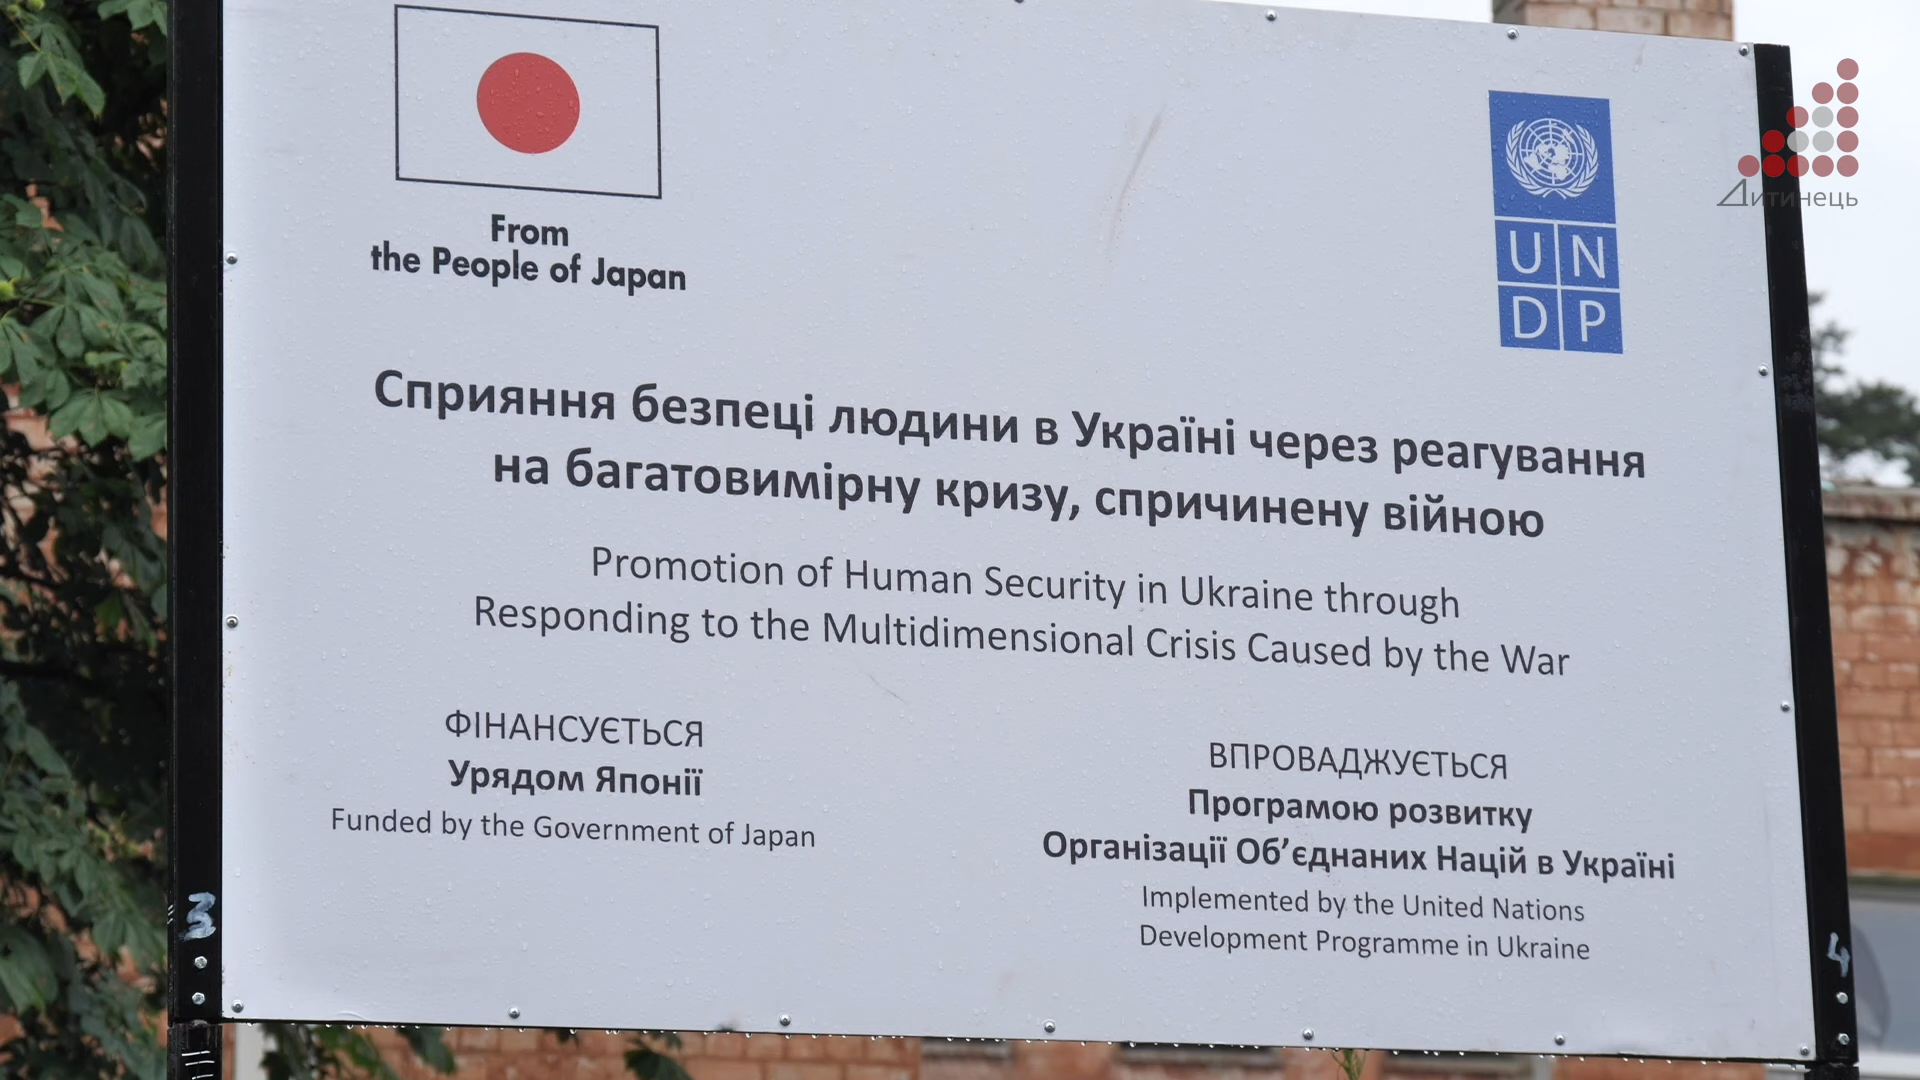 From
the People of Japan
UN
DP
Дитинець
Сприяння безпеці людини в Україні через реагування
на багатовимірну кризу, спричинену війною
Promotion of Human Security in Ukraine through
Responding to the Multidimensional Crisis Caused by the War
ФІНАНСУЄТЬСЯ
Урядом Японії
Funded by the Government of Japan
ВПРОВАДЖУЄТЬСЯ
Програмою розвитку
Організації Об’єднаних Націй в Україні
Implemented by the United Nations
Development Programme in Ukraine
3
4